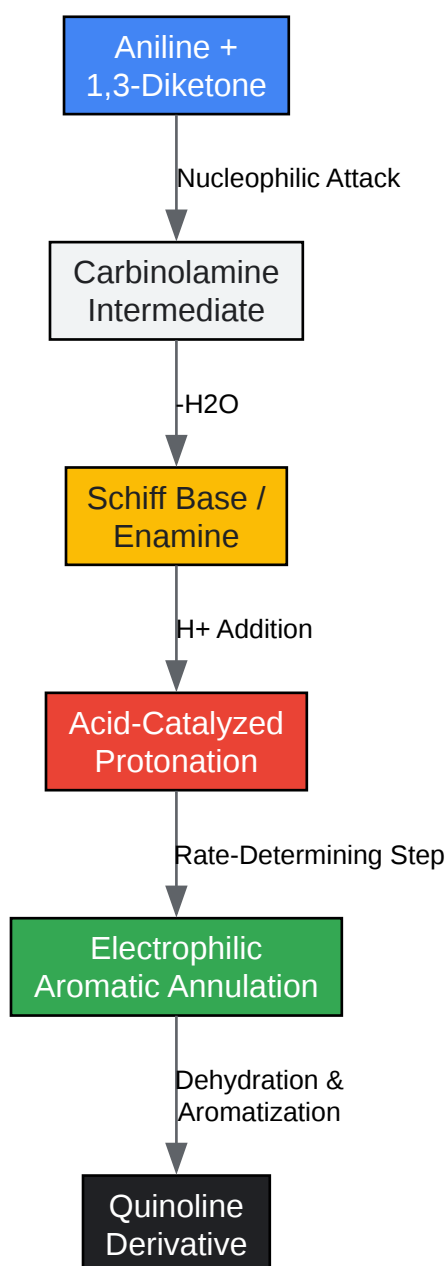 Aniline +
1,3-Diketone
Nucleophilic Attack
Carbinolamine
Intermediate
-H2O
Schiff Base /
Enamine
H+ Addition
Acid-Catalyzed
Protonation
Rate-Determining Step
Electrophilic
Aromatic Annulation
Dehydration &
Aromatization
Quinoline
Derivative